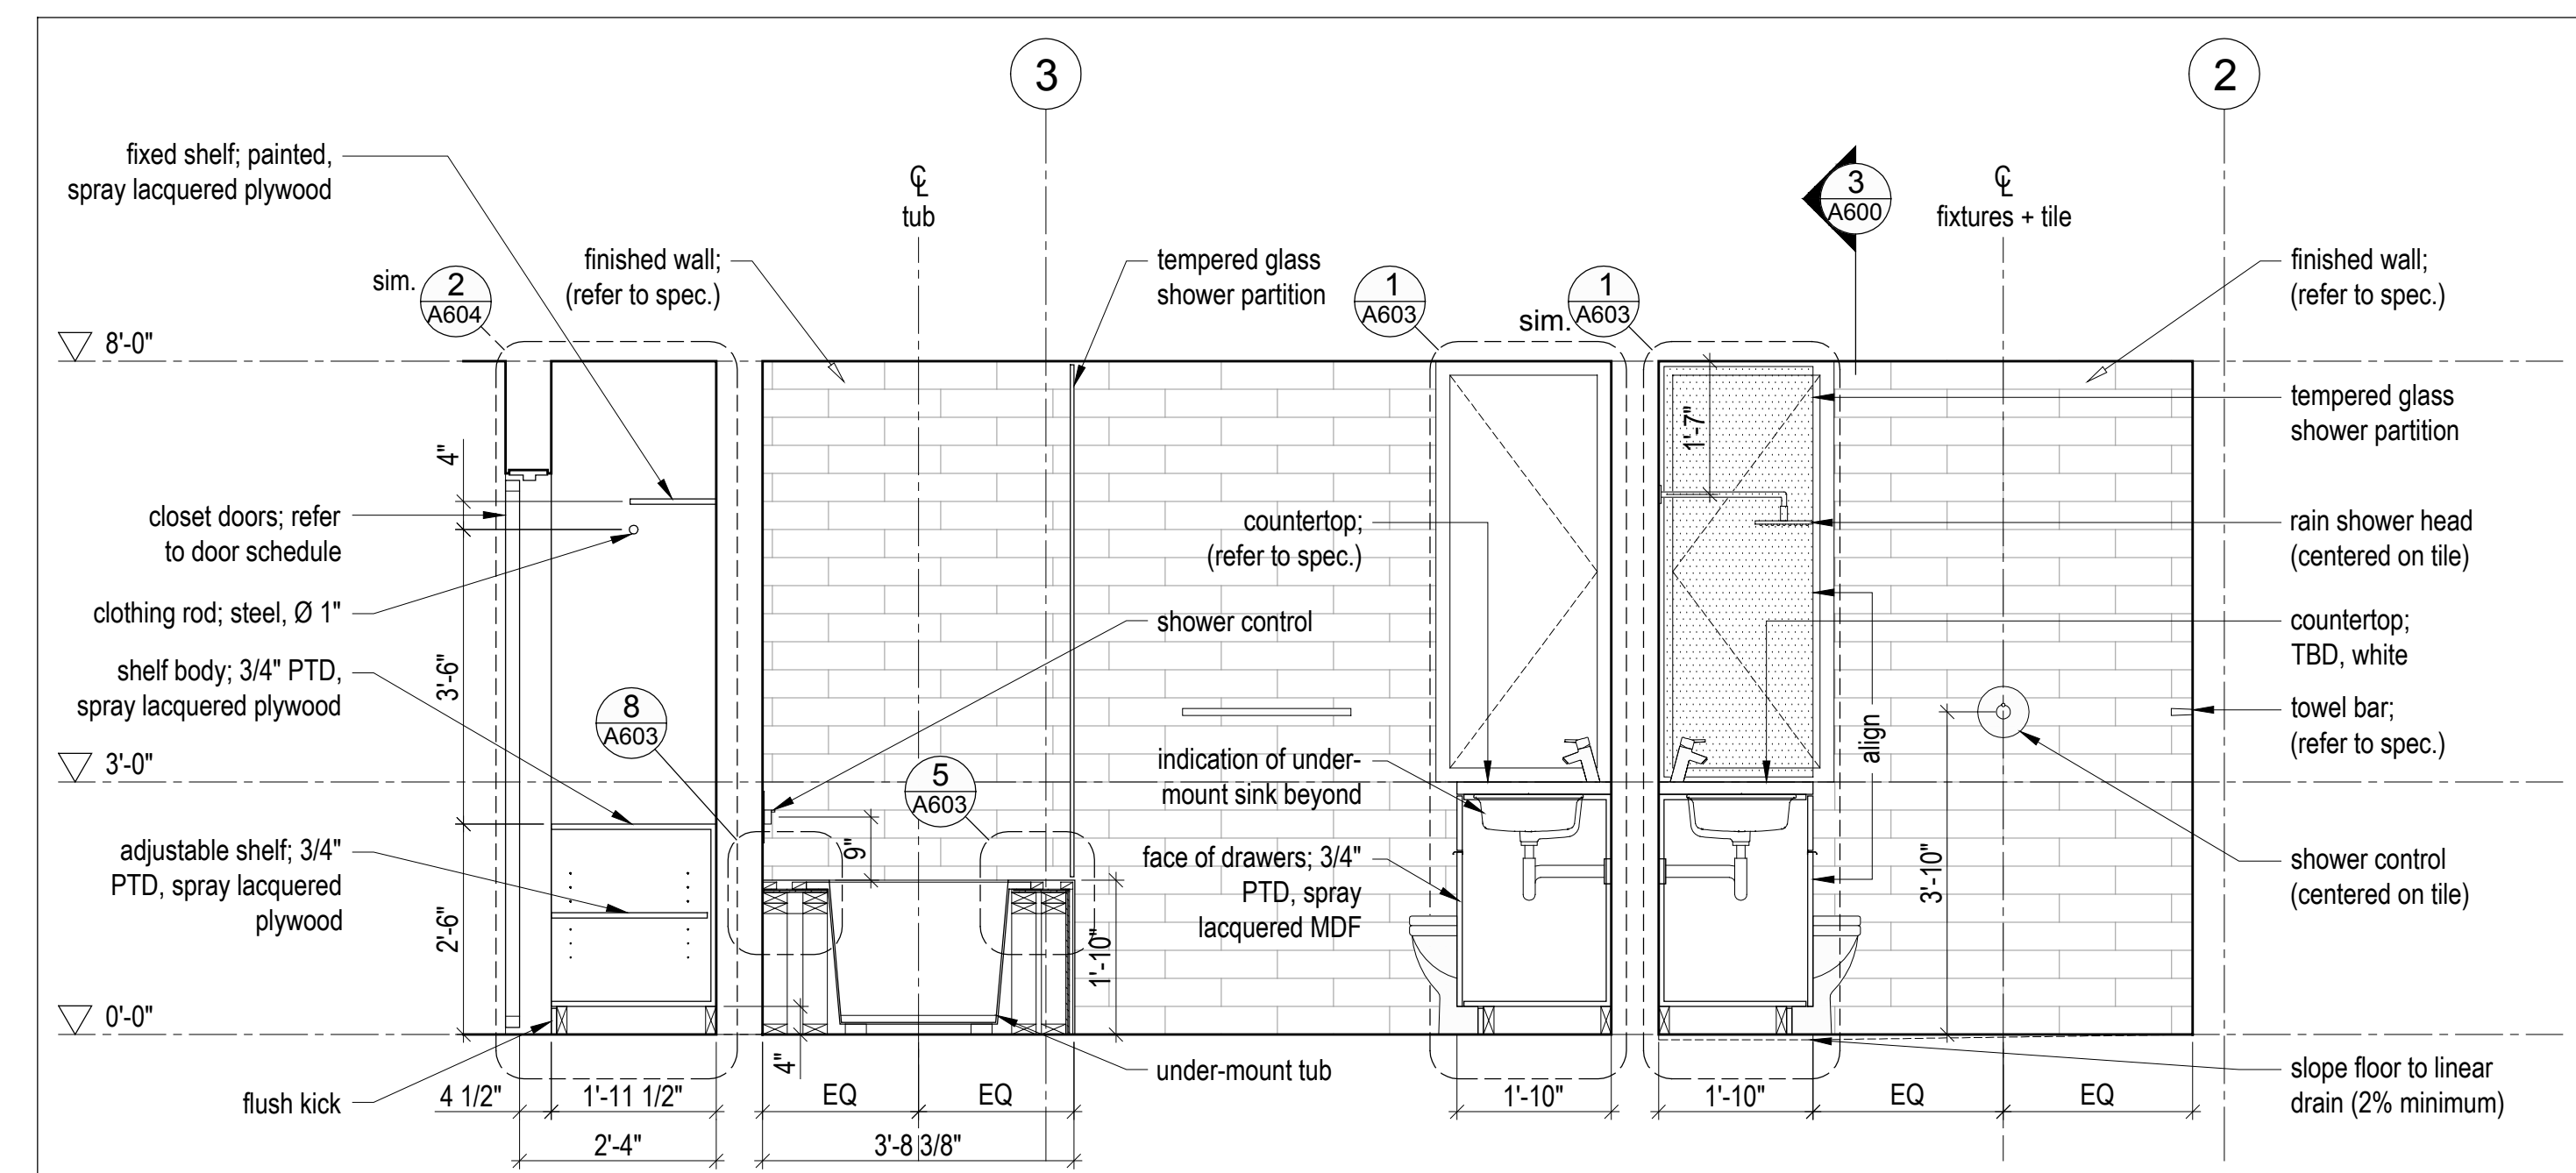 3
2
fixed shelf; painted,
spray lacquered plywood
℄
tub
3
A600
℄
fixtures + tile
finished wall;
(refer to spec.)
tempered glass
shower partition
finished wall;
(refer to spec.)
sim.
2
A604
1
A603
sim.
1
A603
8'-0"
tempered glass
shower partition
4"
1'-7"
closet doors; refer
to door schedule
countertop;
(refer to spec.)
rain shower head
(centered on tile)
clothing rod; steel, Ø 1"
shower control
countertop;
TBD, white
shelf body; 3/4" PTD,
spray lacquered plywood
3'-6"
8
A603
towel bar;
(refer to spec.)
align
3'-0"
5
A603
indication of under-
mount sink beyond
adjustable shelf; 3/4"
PTD, spray lacquered
plywood
9"
face of drawers; 3/4"
PTD, spray
lacquered MDF
3'-10"
shower control
(centered on tile)
2'-6"
1'-10"
0'-0"
4"
under-mount tub
slope floor to linear
drain (2% minimum)
flush kick
4 1/2"
1'-11 1/2"
EQ
EQ
1'-10"
1'-10"
EQ
EQ
2'-4"
3'-8 3/8"